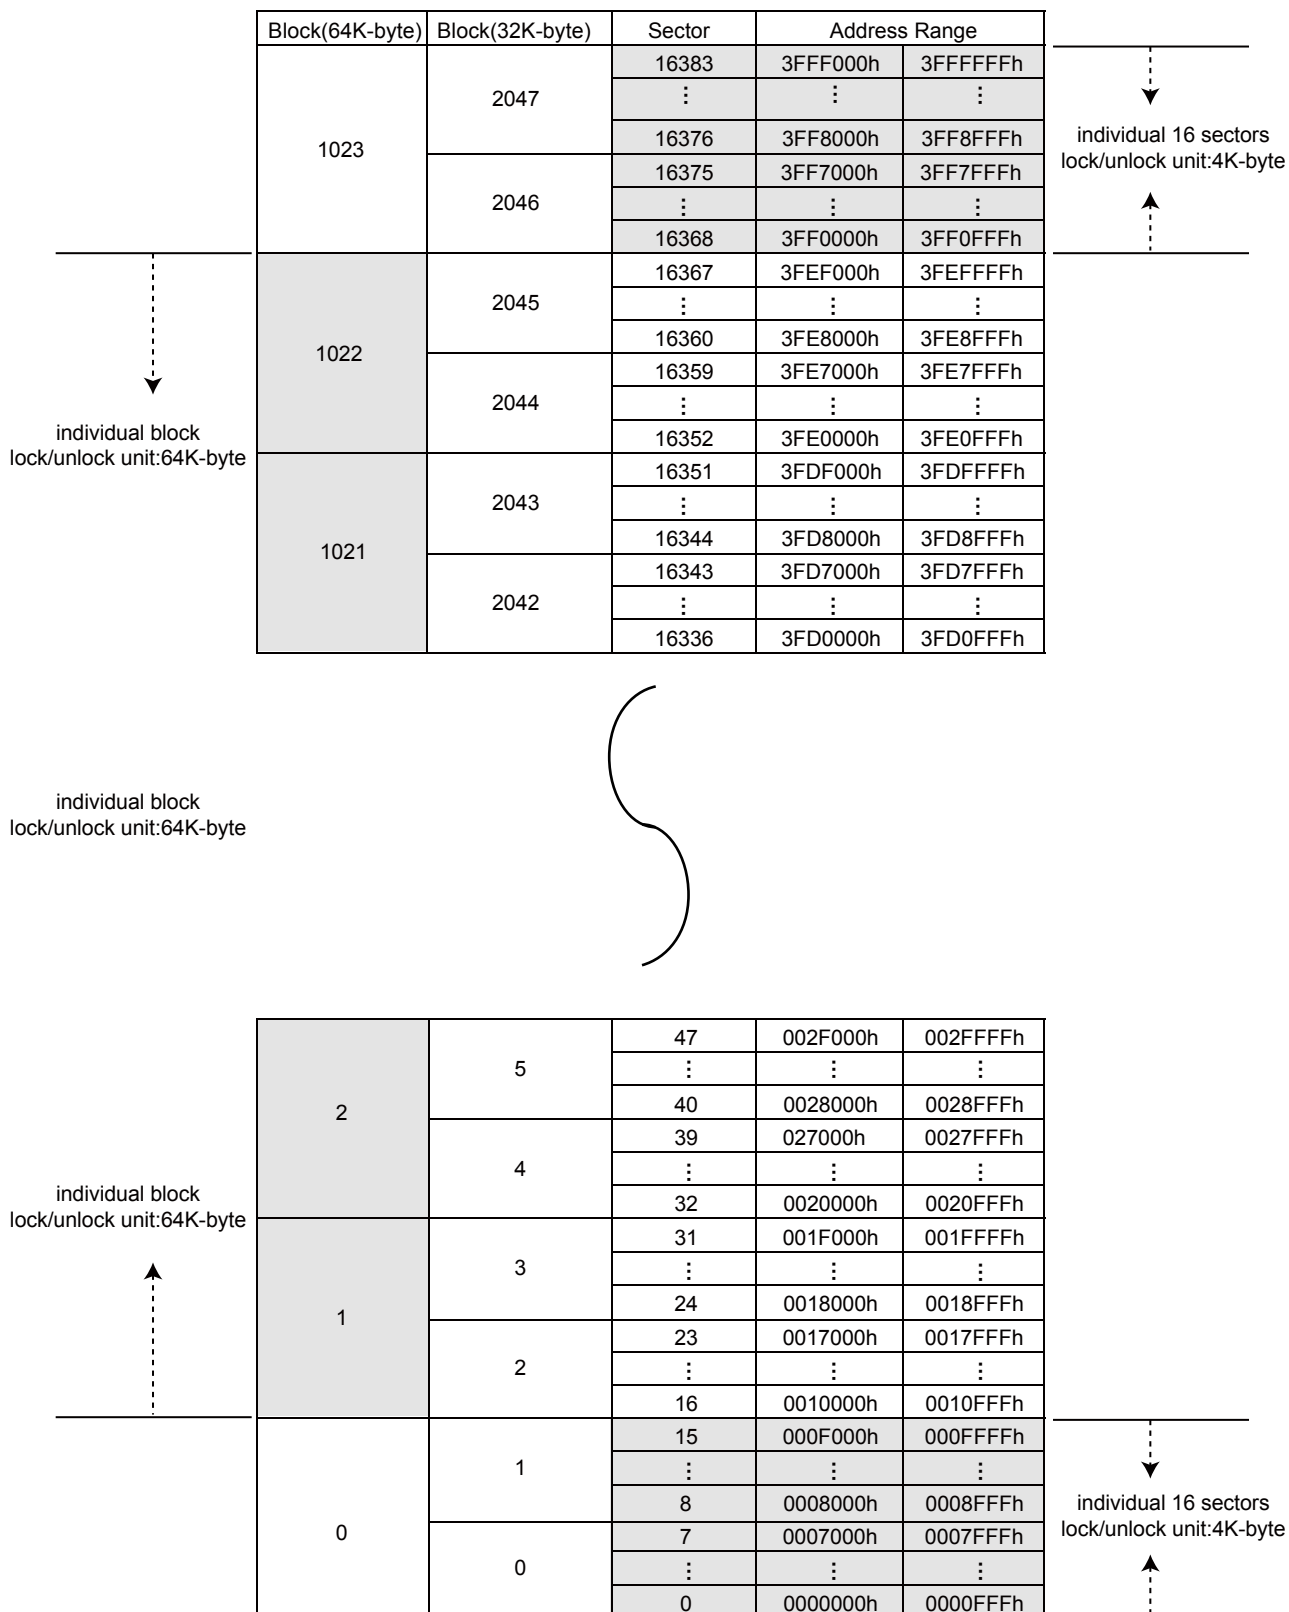 Block(64K-byte) Block(32K-byte) Sector Address Range
16383 3FFF000h 3FFFFFFh
2047
16376 3FF8000h 3FF8FFFh
individual 16 sectors
lock/unlock unit:4K-byte
1023
16375 3FF7000h 3FF7FFFh
2046
16368 3FF0000h 3FF0FFFh
16367 3FEF000h 3FEFFFFh
2045
16360 3FE8000h 3FE8FFFh
1022
16359 3FE7000h 3FE7FFFh
2044
16352 3FE0000h 3FE0FFFh
individual block
lock/unlock unit:64K-byte
16351 3FDF000h 3FDFFFFh
2043
16344 3FD8000h 3FD8FFFh
1021
16343 3FD7000h 3FD7FFFh
2042
16336 3FD0000h 3FD0FFFh
individual block
lock/unlock unit:64K-byte
47 002F000h 002FFFFh
5
40 0028000h 0028FFFh
2
39 027000h 0027FFFh
4
32 0020000h 0020FFFh
individual block
lock/unlock unit:64K-byte
31 001F000h 001FFFFh
3
24 0018000h 0018FFFh
1
23 0017000h 0017FFFh
2
16 0010000h 0010FFFh
15 000F000h 000FFFFh
1
8 0008000h 0008FFFh
individual 16 sectors
lock/unlock unit:4K-byte
0
7 0007000h 0007FFFh
0
0 0000000h 0000FFFh